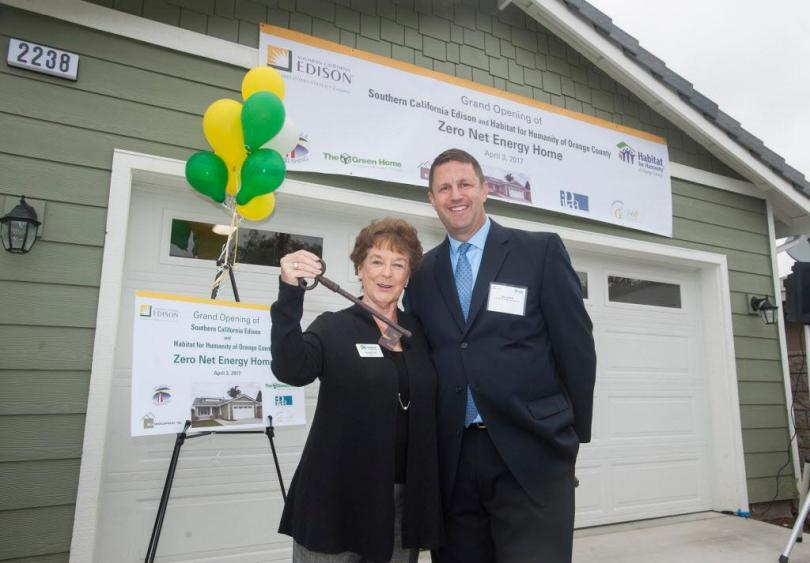 2238
SOUTHERN CALIFORNIA
EDISON
Grand Opening of
Southern California Edison and Habitat for Humanity of Orange County
Zero Net Energy Home
April 3, 2017
The Green Home
Habitat
for Humanity
of Orange County
EDISON
Grand Opening of
Southern California Edison
and
Habitat for Humanity of Orange Coun
Zero Net Energy Home
April 3, 2017